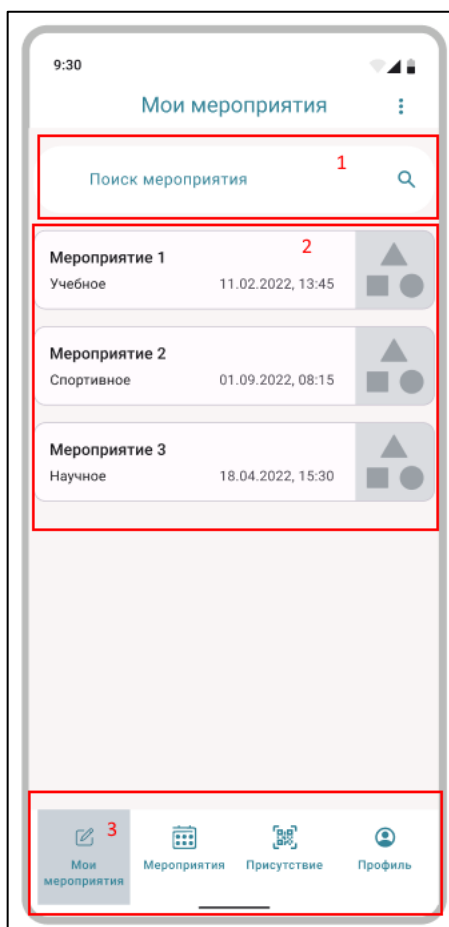 9:30
Мои мероприятия
Поиск мероприятия
1
Мероприятие 1
2
Учебное 11.02.2022, 13:45
Мероприятие 2
Спортивное 01.09.2022, 08:15
Мероприятие 3
Научное 18.04.2022, 15:30
3
Мои мероприятия
Мероприятия
Присутствие
Профиль